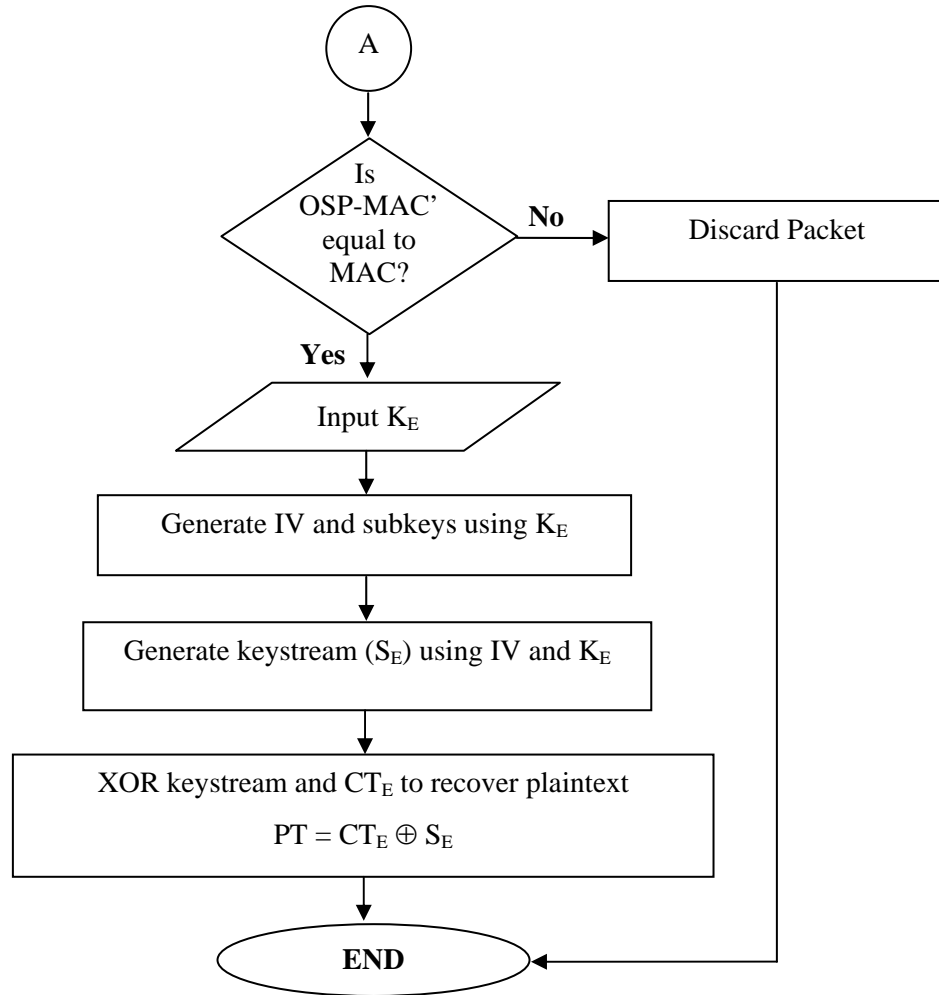 A
Is
OSP-MAC’
equal to
MAC?
No
Discard Packet
Yes
Input K_E
Generate IV and subkeys using K_E
Generate keystream (S_E) using IV and K_E
XOR keystream and CT_E to recover plaintext
PT = CT_E ⊕ S_E
END